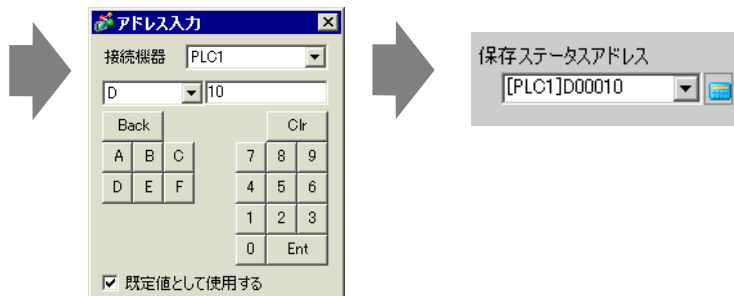 アドレス入力
接続機器 PLC1
D 10
Back Clr
A B C 7 8 9
D E F 4 5 6
1 2 3
0 Ent
既定値として使用する
保存ステータスアドレス
[PLC1]D00010